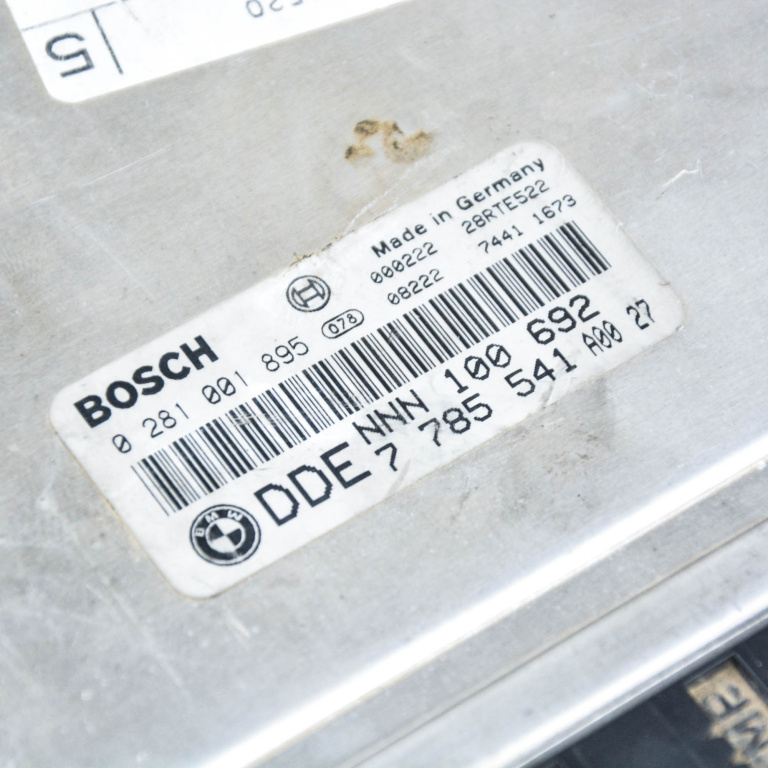 5
BOSCH
Made in Germany
0 281 001 895
078
000222 28RTE522
08222 7441 1673
BMW
DDE
NNN 100 692
7 785 541 A00 27